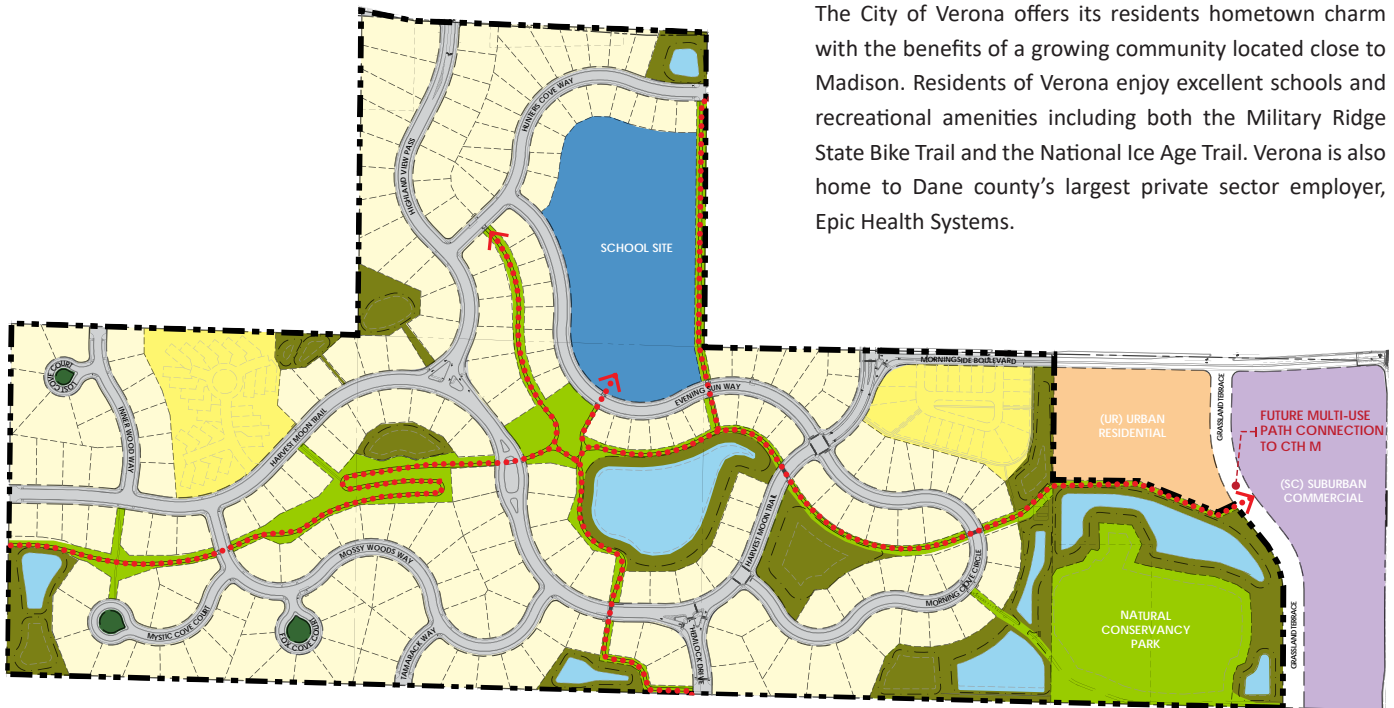 The City of Verona offers its residents hometown charm
with the benefits of a growing community located close to
Madison. Residents of Verona enjoy excellent schools and
recreational amenities including both the Military Ridge
State Bike Trail and the National Ice Age Trail. Verona is also
home to Dane county's largest private sector employer,
Epic Health Systems.
HUNTERS COVE WAY
HIGHLAND VIEW PASS
SCHOOL SITE
MORNINGSIDE BOULEVARD
LOST COVE COURT
EVENING SUN WAY
INNER WOOD WAY
HARVEST MOON TRAIL
GRASSLAND TERRACE
(UR) URBAN
RESIDENTIAL
FUTURE MULTI-USE
PATH CONNECTION
TO CTH M
(SC) SUBURBAN
COMMERCIAL
HARVEST MOON TRAIL
MOSSY WOODS WAY
MORNING COVE CIRCLE
MYSTIC COVE COURT
FOX COVE COURT
TAMARACK WAY
HEMLOCK DRIVE
NATURAL
CONSERVANCY
PARK
GRASSLAND TERRACE